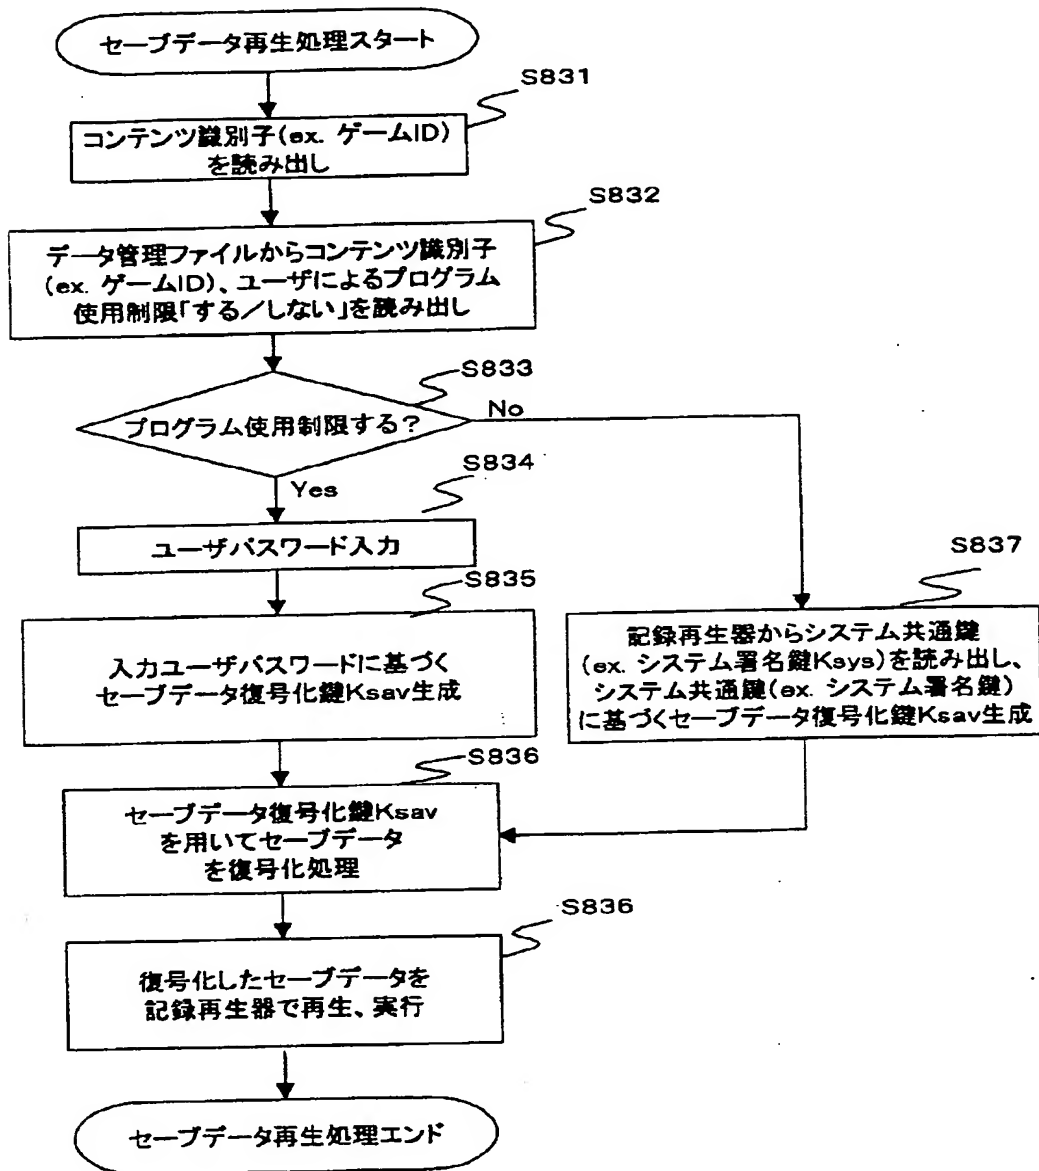 セーブデータ再生処理スタート
S831
コンテンツ識別子(ex. ゲームID)
を読み出し
S832
データ管理ファイルからコンテンツ識別子
(ex. ゲームID)、ユーザによるプログラム
使用制限「する／しない」を読み出し
S833
プログラム使用制限する?
No
Yes
S834
ユーザパスワード入力
S835
入力ユーザパスワードに基づく
セーブデータ復号化鍵Ksav生成
S837
記録再生器からシステム共通鍵
(ex. システム署名鍵Ksys)を読み出し、
システム共通鍵(ex. システム署名鍵)
に基づくセーブデータ復号化鍵Ksav生成
S836
セーブデータ復号化鍵Ksav
を用いてセーブデータ
を復号化処理
S836
復号化したセーブデータを
記録再生器で再生、実行
セーブデータ再生処理エンド